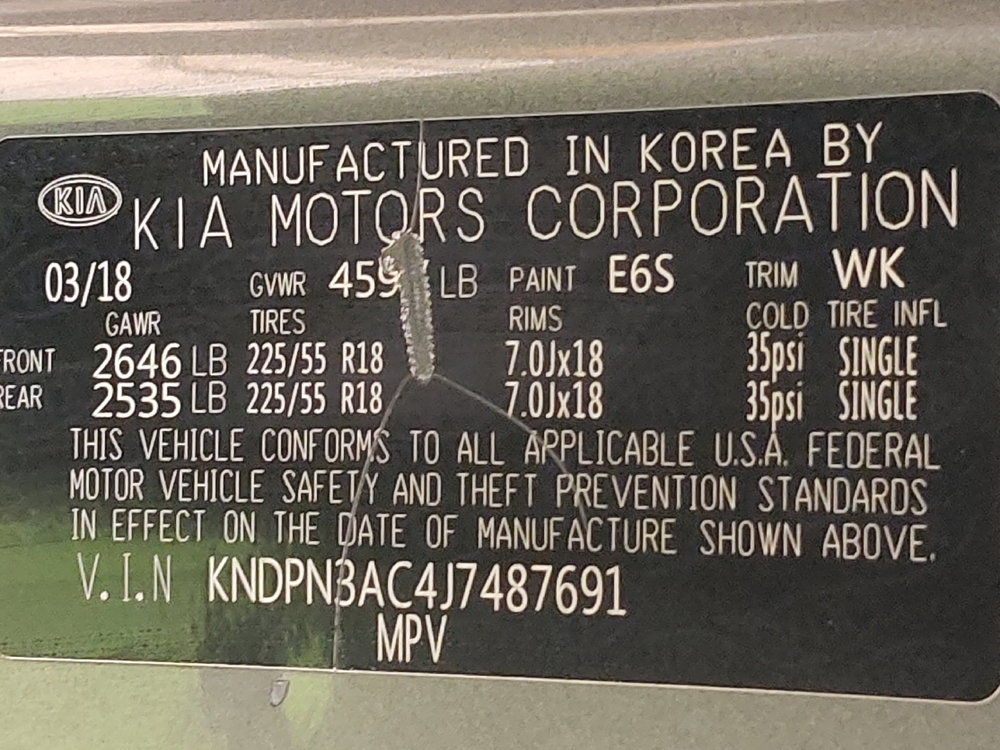 MANUFACTURED IN KOREA BY
KIA KIA MOTORS CORPORATION
03/18 GVWR LB PAINT E6S TRIM WK
GAWR TIRES RIMS COLD TIRE INFL
FRONT 2646 LB 225/55 R18 7.0Jx18 35psi SINGLE
REAR 2535 LB 225/55 R18 7.0Jx18 35psi SINGLE
THIS VEHICLE CONFORMS TO ALL APPLICABLE U.S.A. FEDERAL
MOTOR VEHICLE SAFETY AND THEFT PREVENTION STANDARDS
IN EFFECT ON THE DATE OF MANUFACTURE SHOWN ABOVE.
V.I.N KNDPN3AC4J7487691
MPV